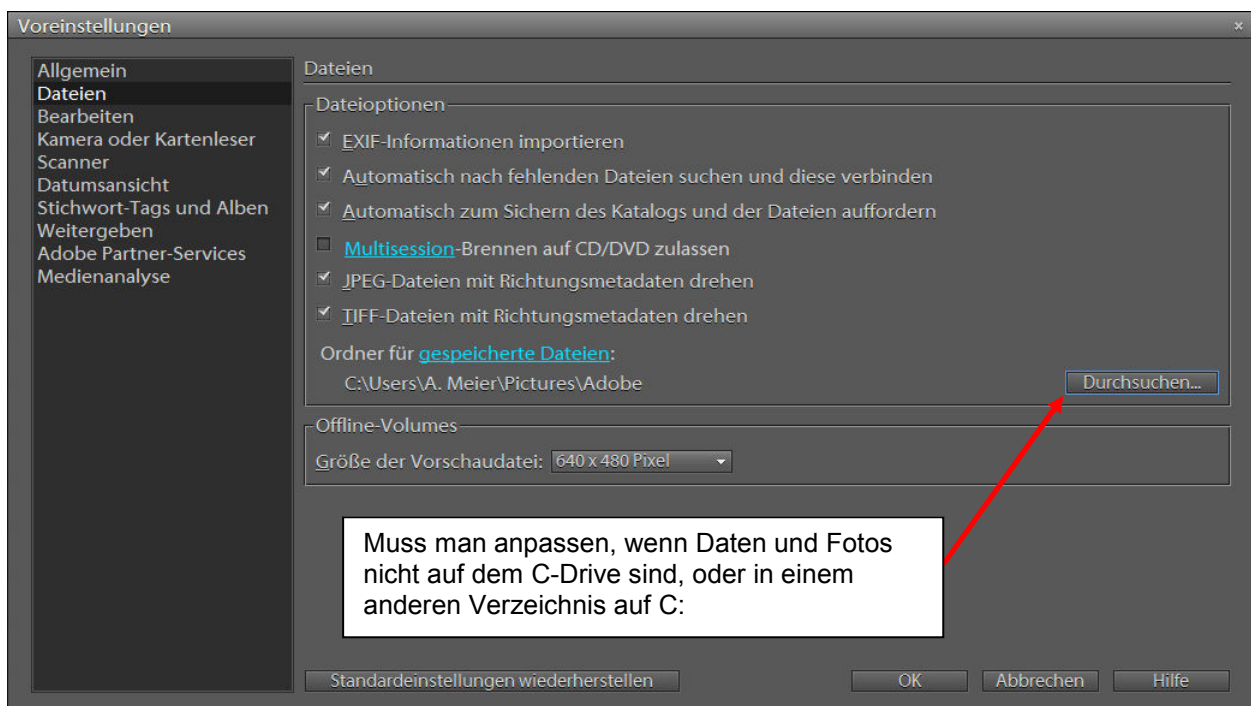 Voreinstellungen
Allgemein
Dateien
Bearbeiten
Kamera oder Kartenleser
Scanner
Datumsansicht
Stichwort-Tags und Alben
Weitergeben
Adobe Partner-Services
Medienanalyse
Dateien
Dateioptionen
EXIF-Informationen importieren
Automatisch nach fehlenden Dateien suchen und diese verbinden
Automatisch zum Sichern des Katalogs und der Dateien auffordern
Multisession-Brennen auf CD/DVD zulassen
JPEG-Dateien mit Richtungsmetadaten drehen
TIFF-Dateien mit Richtungsmetadaten drehen
Ordner für gespeicherte Dateien:
C:\Users\A. Meier\Pictures\Adobe
Durchsuchen...
Offline-Volumes
Größe der Vorschaudatei: 640 x 480 Pixel
Muss man anpassen, wenn Daten und Fotos
nicht auf dem C-Drive sind, oder in einem
anderen Verzeichnis auf C:
Standardeinstellungen wiederherstellen
OK
Abbrechen
Hilfe